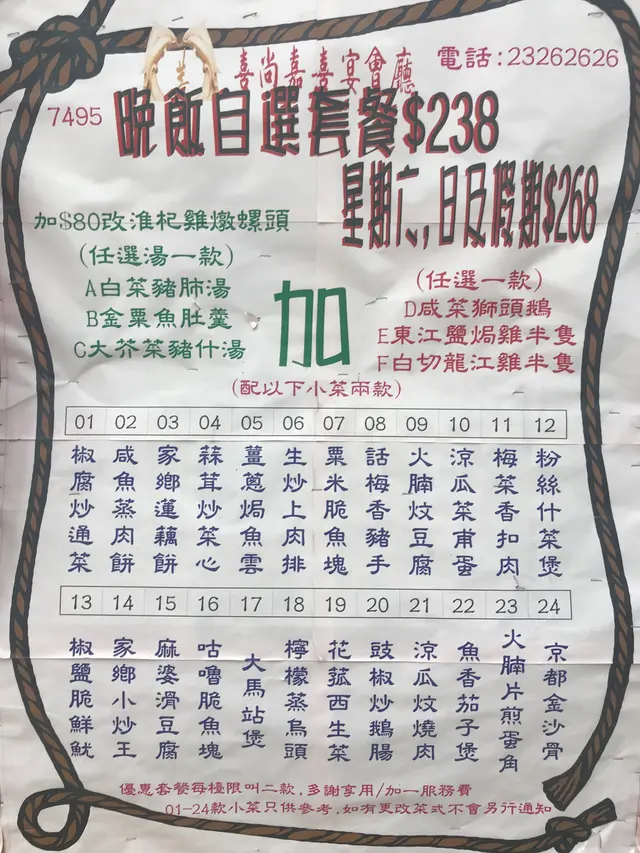 喜尚嘉喜宴會廳
電話:23262626
7495
晚飯自選套餐$238
星期六,日及假期$268
加$80改淮杞雞燉螺頭
(任選湯一款)
A白菜豬肺湯
B金粟魚肚羹
C大芥菜豬什湯
加
(任選一款)
D咸菜獅頭鵝
E東江鹽焗雞半隻
F白切龍江雞半隻
(配以下小菜兩款)
01 02 03 04 05 06 07 08 09 10 11 12
椒腐炒通菜
咸魚蒸肉餅
家鄉蓮藕餅
蒜茸炒菜心
薑蔥焗魚雲
生炒上肉排
粟米脆魚塊
話梅香豬手
火腩炆豆腐
涼瓜菜甫蛋
梅菜香扣肉
粉絲什菜煲
13 14 15 16 17 18 19 20 21 22 23 24
椒鹽脆鮮魷
家鄉小炒王
麻婆滑豆腐
咕嚕脆魚塊
大馬站煲
檸檬蒸烏頭
花菰西生菜
豉椒炒鵝腸
涼瓜炆燒肉
魚香茄子煲
火腩片煎蛋角
京都金沙骨
優惠套餐每檯限叫二款,多謝享用/加一服務費
01-24款小菜只供參考,如有更改菜式不會另行通知